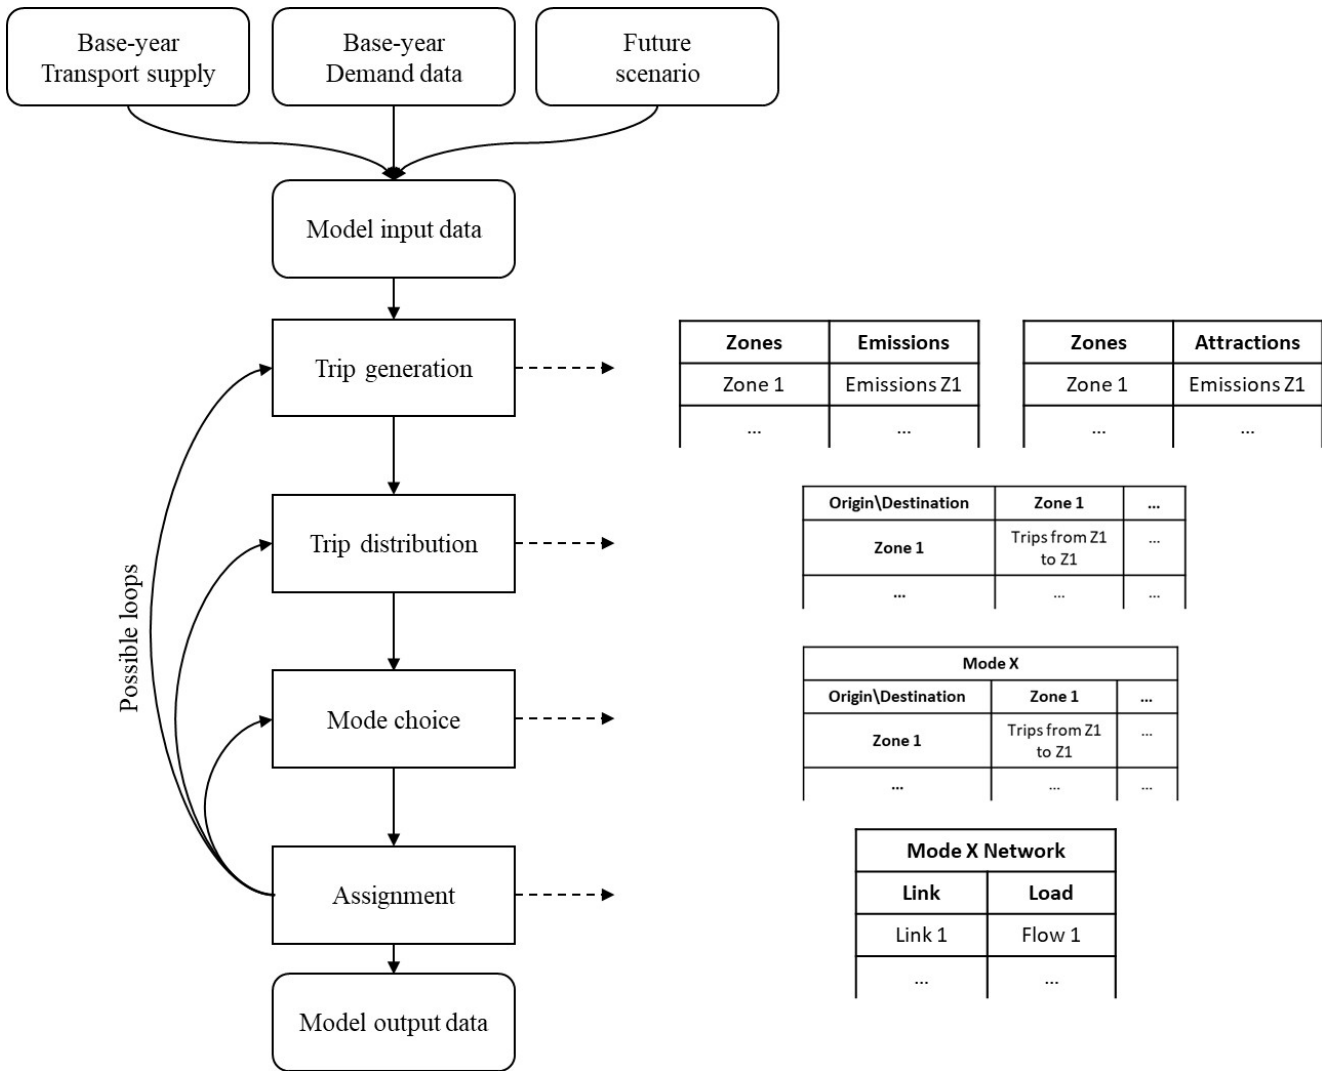 Base-year
Transport supply
Base-year
Demand data
Future
scenario
Model input data
Trip generation
Zones Emissions
Zone 1 Emissions Z1
... ...
Zones Attractions
Zone 1 Emissions Z1
... ...
Trip distribution
Origin\Destination Zone 1 ...
Zone 1 Trips from Z1 ...
to Z1
... ... ...
Possible loops
Mode choice
Mode X
Origin\Destination Zone 1 ...
Zone 1 Trips from Z1 ...
to Z1
... ... ...
Assignment
Mode X Network
Link Load
Link 1 Flow 1
... ...
Model output data